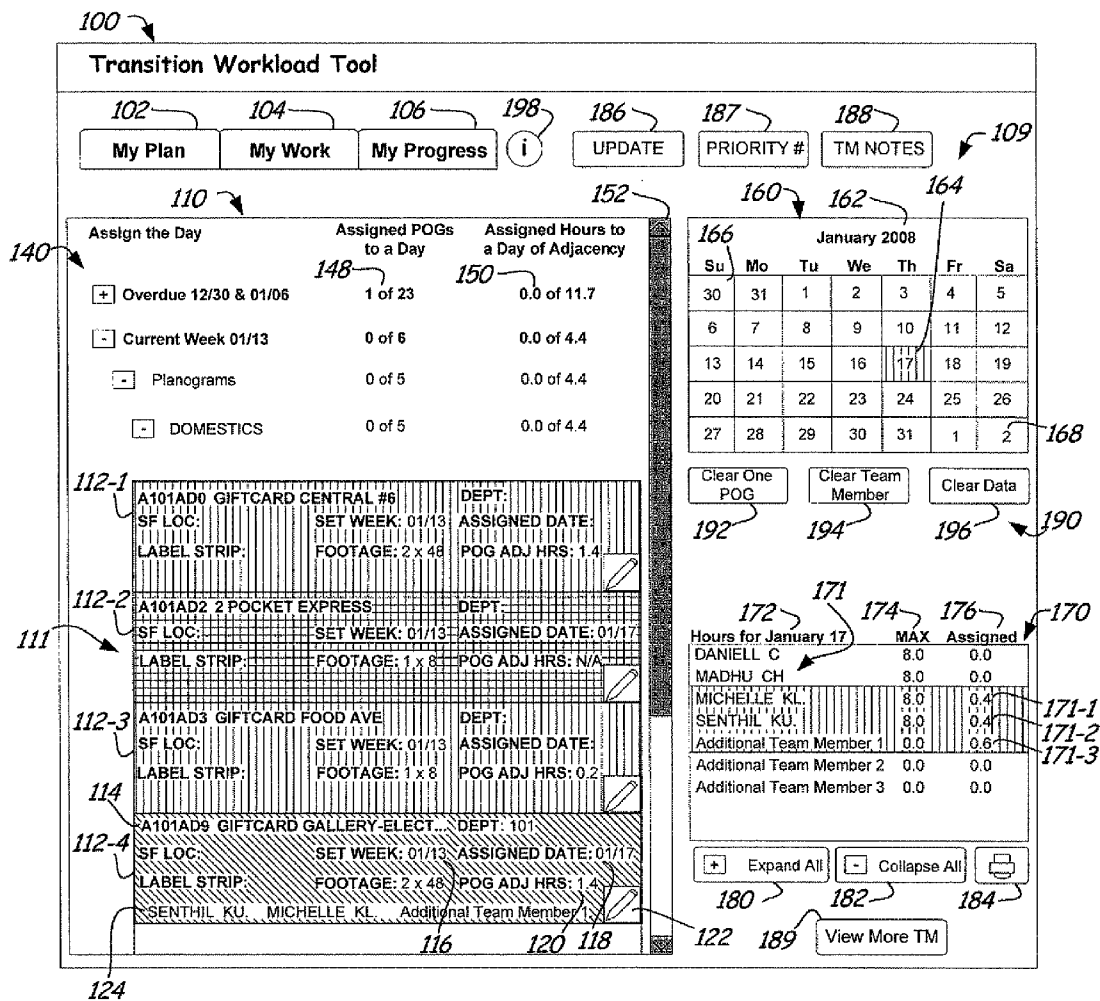 100
Transition Workload Tool
102 104 106 198 186 187 188 109
My Plan My Work My Progress i UPDATE PRIORITY # TM NOTES
110 152 160 162 164
Assign the Day Assigned POGs to a Day Assigned Hours to a Day of Adjacency
140 148 150 166
January 2008
Su Mo Tu We Th Fr Sa
30 31 1 2 3 4 5
6 7 8 9 10 11 12
13 14 15 16 17 18 19
20 21 22 23 24 25 26
27 28 29 30 31 1 2
168
+ Overdue 12/30 & 01/06 1 of 23 0.0 of 11.7
- Current Week 01/13 0 of 6 0.0 of 4.4
- Planograms 0 of 5 0.0 of 4.4
- DOMESTICS 0 of 5 0.0 of 4.4
Clear One POG Clear Team Member Clear Data
192 194 196 190
111
112-1
A101AD0 GIFTCARD CENTRAL #6 DEPT:
SF LOC: SET WEEK: 01/13 ASSIGNED DATE:
LABEL STRIP: FOOTAGE: 2 x 48 POG ADJ HRS: 1.4
112-2
A101AD2 2 POCKET EXPRESS DEPT:
SF LOC: SET WEEK: 01/13 ASSIGNED DATE: 01/17
LABEL STRIP: FOOTAGE: 1 x 8 POG ADJ HRS: N/A
112-3
A101AD3 GIFTCARD FOOD AVE DEPT:
SF LOC: SET WEEK: 01/13 ASSIGNED DATE:
LABEL STRIP: FOOTAGE: 1 x 8 POG ADJ HRS: 0.2
114
112-4
A101AD9 GIFTCARD GALLERY-ELECT... DEPT: 101
SF LOC: SET WEEK: 01/13 ASSIGNED DATE: 01/17
LABEL STRIP: FOOTAGE: 2 x 48 POG ADJ HRS: 1.4
SENTHIL KU. MICHELLE KL. Additional Team Member 1
124 116 120 118 122
172 171 174 176 170
Hours for January 17 MAX Assigned
DANIELL C 8.0 0.0
MADHU CH 8.0 0.0
MICHELLE KL. 8.0 0.4 171-1
SENTHIL KU. 8.0 0.4 171-2
Additional Team Member 1 0.0 0.6 171-3
Additional Team Member 2 0.0 0.0
Additional Team Member 3 0.0 0.0
+ Expand All - Collapse All
180 182 184
189 View More TM